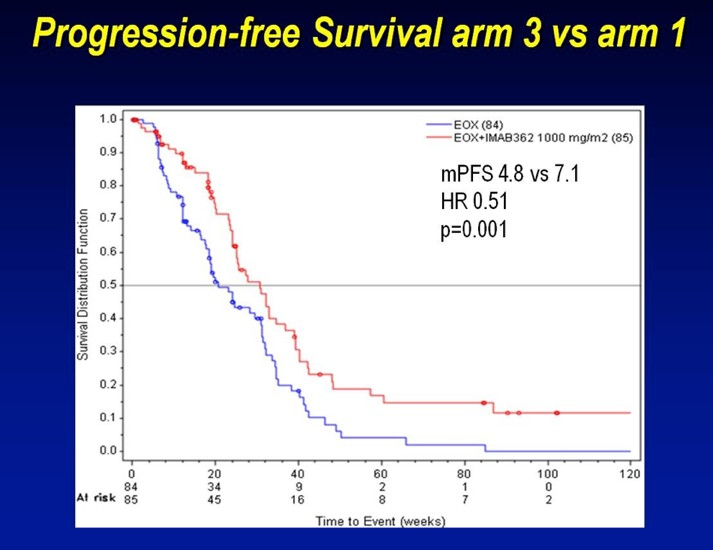 Progression-free Survival arm 3 vs arm 1
EOX (84)
EOX+IMAB362 1000 mg/m2 (85)
mPFS 4.8 vs 7.1
HR 0.51
p=0.001
Survival Distribution Function
1.0
0.9
0.8
0.7
0.6
0.5
0.4
0.3
0.2
0.1
0.0
0 20 40 60 80 100 120
84 34 9 2 1 0
At risk 85 45 16 8 7 2
Time to Event (weeks)